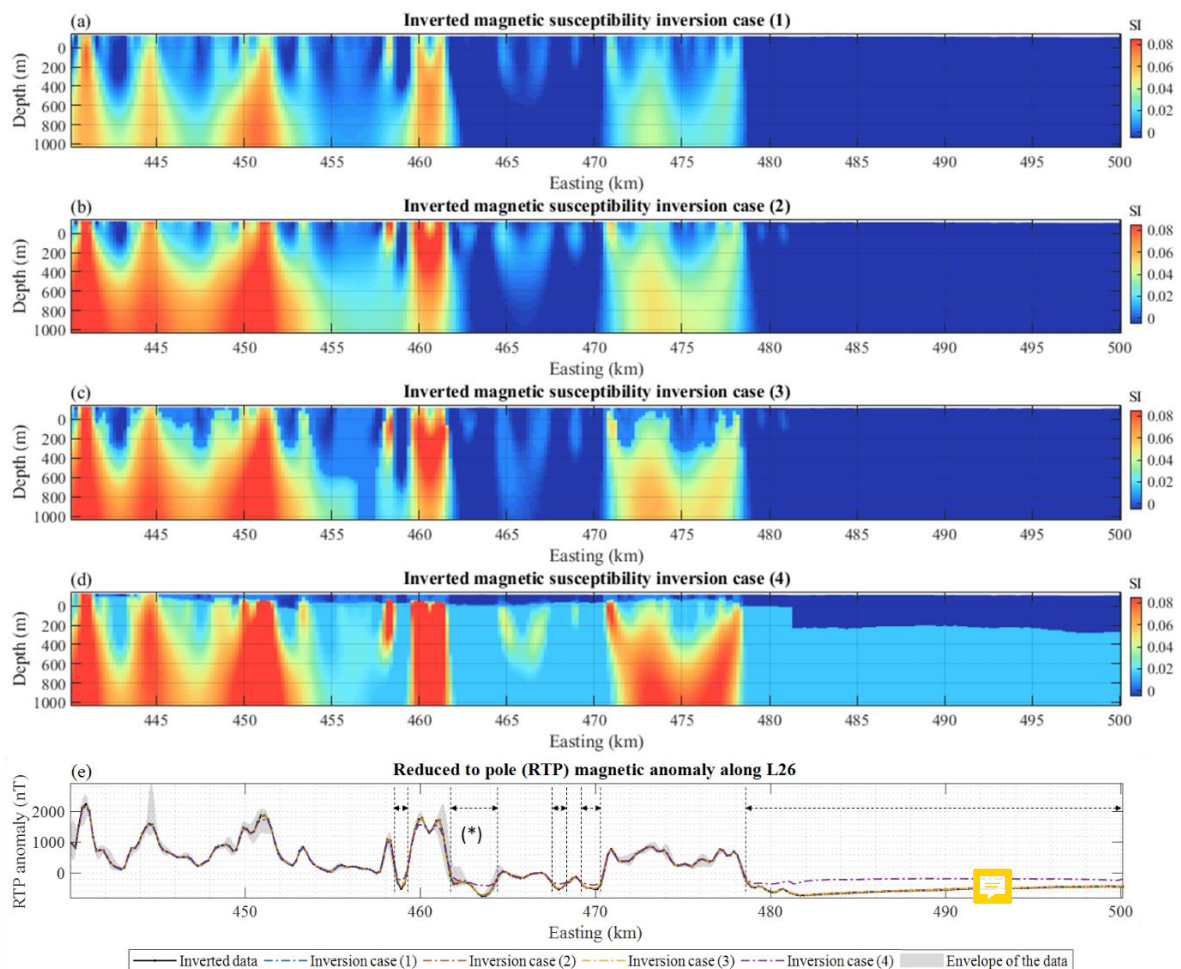 (a) Inverted magnetic susceptibility inversion case (1)
SI
Depth (m)
0
200
400
600
800
1000
0.08
0.06
0.04
0.02
0
445 450 455 460 465 470 475 480 485 490 495 500
Easting (km)
(b) Inverted magnetic susceptibility inversion case (2)
SI
Depth (m)
0
200
400
600
800
1000
0.08
0.06
0.04
0.02
0
445 450 455 460 465 470 475 480 485 490 495 500
Easting (km)
(c) Inverted magnetic susceptibility inversion case (3)
SI
Depth (m)
0
200
400
600
800
1000
0.08
0.06
0.04
0.02
0
445 450 455 460 465 470 475 480 485 490 495 500
Easting (km)
(d) Inverted magnetic susceptibility inversion case (4)
SI
Depth (m)
0
200
400
600
800
1000
0.08
0.06
0.04
0.02
0
445 450 455 460 465 470 475 480 485 490 495 500
Easting (km)
(e) Reduced to pole (RTP) magnetic anomaly along L26
RTP anomaly (nT)
2000
1000
0
(*)
450 460 470 480 490 500
Easting (km)
Inverted data Inversion case (1) Inversion case (2) Inversion case (3) Inversion case (4) Envelope of the data